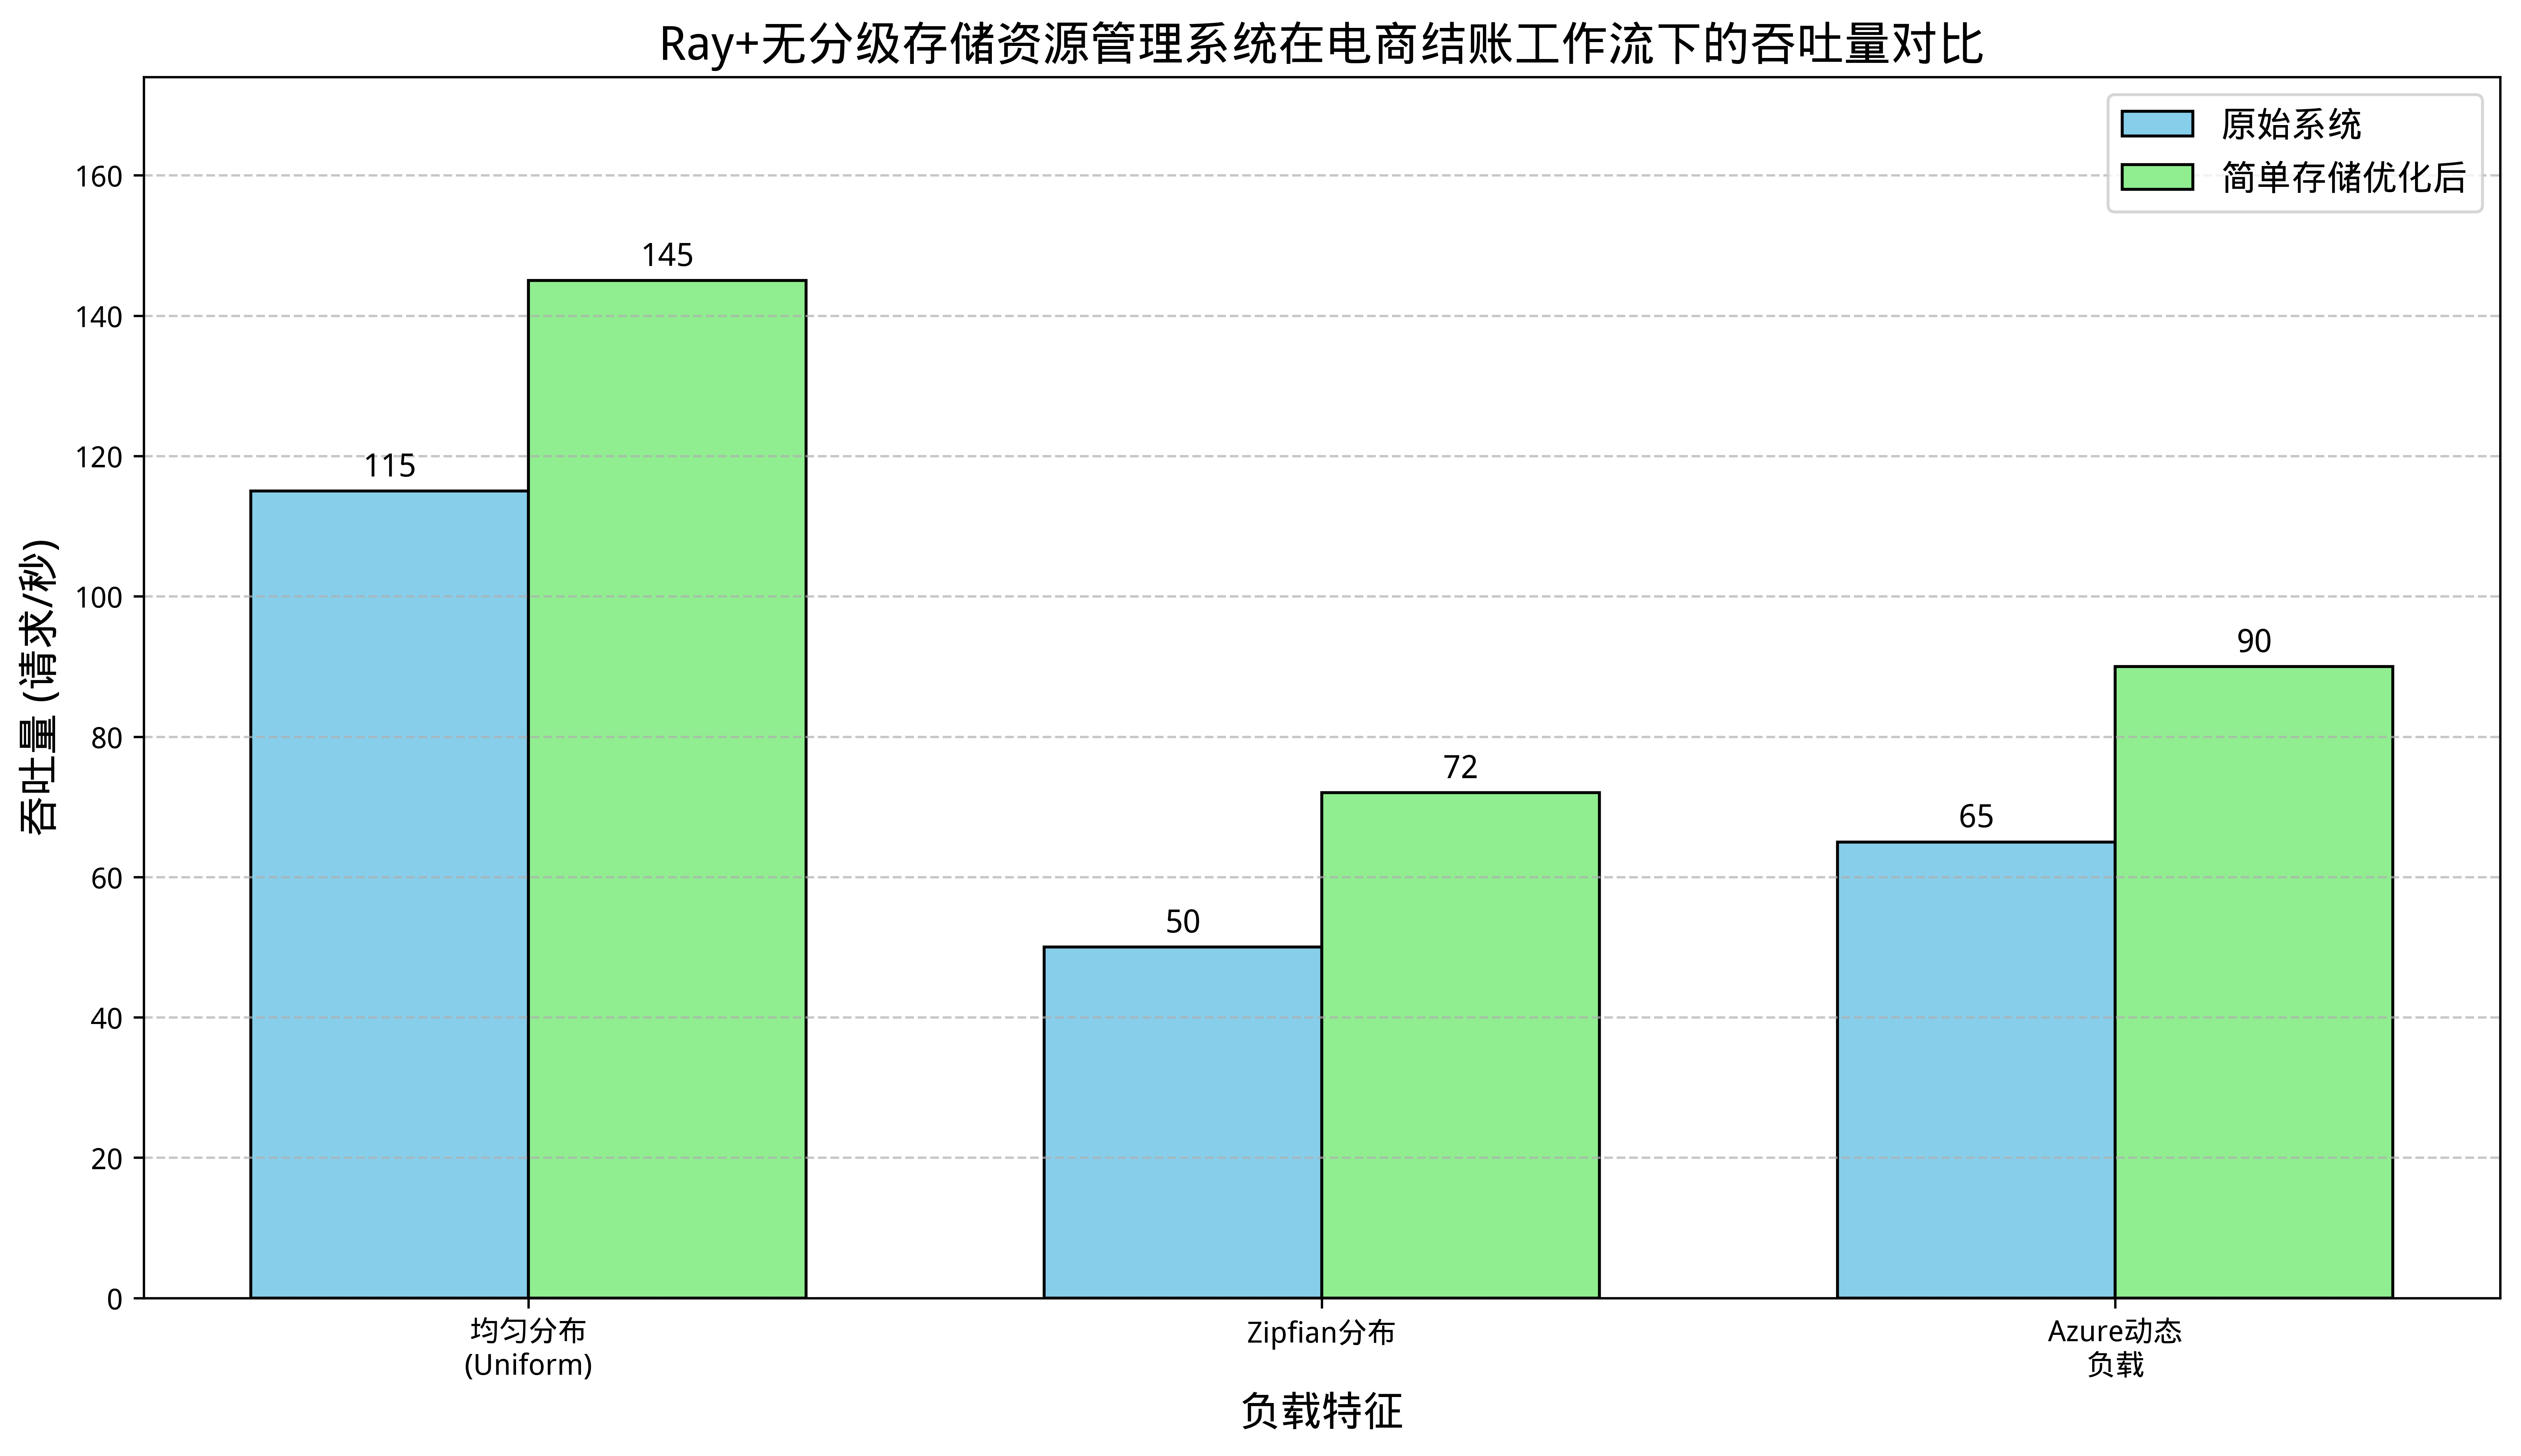 Ray+无分级存储资源管理系统在电商结账工作流下的吞吐量对比
原始系统
简单存储优化后
吞吐量 (请求/秒)
160
140
120
100
80
60
40
20
0
115
145
50
72
65
90
均匀分布
(Uniform)
Zipfian分布
Azure动态
负载
负载特征